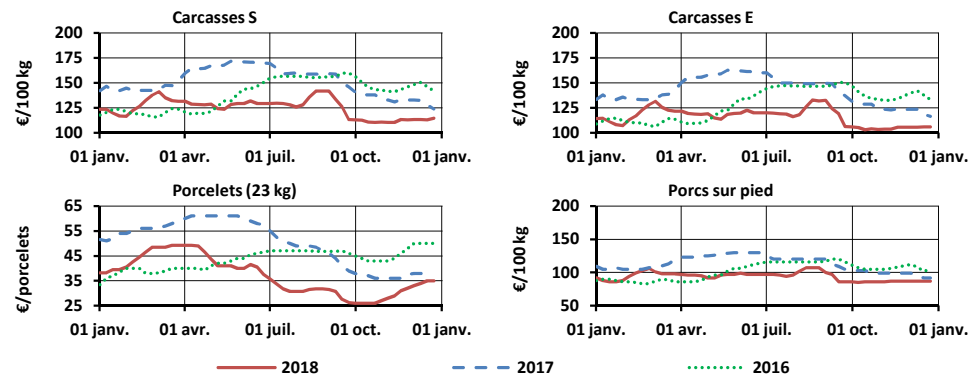 Carcasses S
Carcasses E
€/100 kg
200
175
150
125
100
01 janv. 01 avr. 01 juil. 01 oct. 01 janv.
€/100 kg
200
175
150
125
100
01 janv. 01 avr. 01 juil. 01 oct. 01 janv.
Porcelets (23 kg)
Porcs sur pied
€/porcelets
65
55
45
35
25
01 janv. 01 avr. 01 juil. 01 oct. 01 janv.
€/100 kg
200
150
100
50
01 janv. 01 avr. 01 juil. 01 oct. 01 janv.
2018 2017 2016